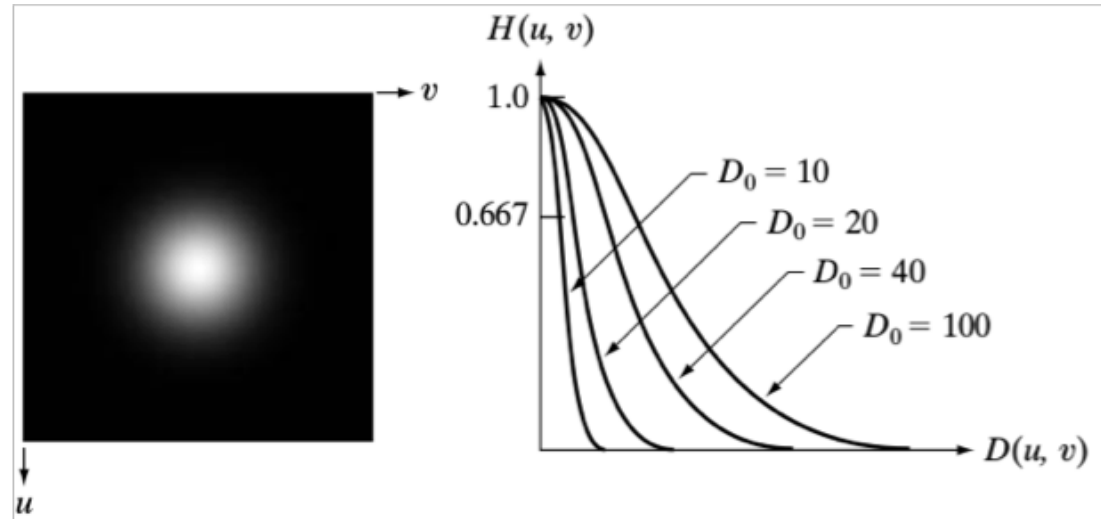 H(u, v)
v
1.0
D₀ = 10
0.667
D₀ = 20
D₀ = 40
D₀ = 100
D(u, v)
u